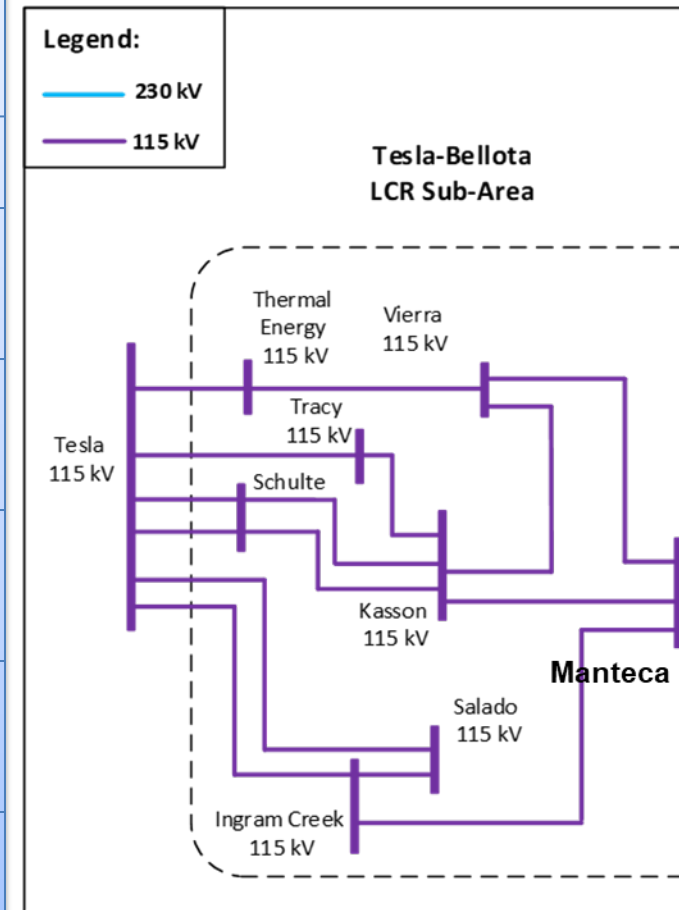 Legend:
230 kV
115 kV
Tesla-Bellota
LCR Sub-Area
Thermal
Energy
115 kV
Vierra
115 kV
Tracy
115 kV
Tesla
115 kV
Schulte
Kasson
115 kV
Manteca
Salado
115 kV
Ingram Creek
115 kV